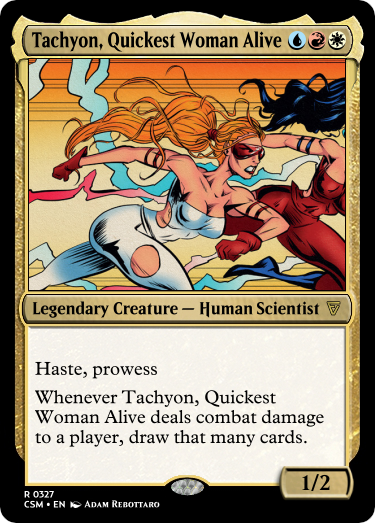 Tachyon, Quickest Woman Alive
Legendary Creature — Human Scientist
Haste, prowess
Whenever Tachyon, Quickest
Woman Alive deals combat damage
to a player, draw that many cards.
1/2
R 0327
CSM • EN Adam Rebottaro